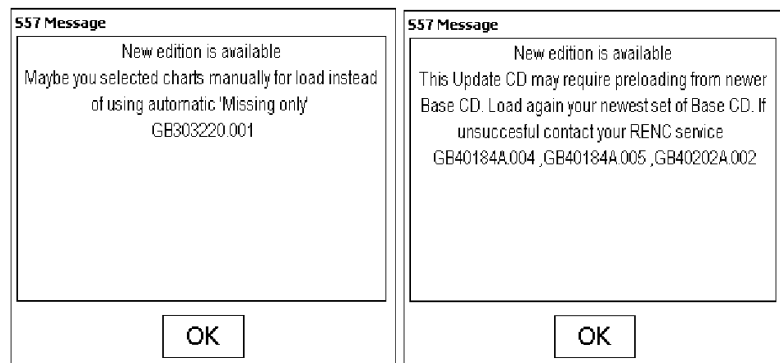 S57 Message
New edition is available
Maybe you selected charts manually for load instead
of using automatic 'Missing only'
GB303220.001
OK
S57 Message
New edition is available
This Update CD may require preloading from newer
Base CD. Load again your newest set of Base CD. If
unsuccesful contact your RENC service
GB40184A.004 ,GB40184A.005 ,GB40202A.002
OK